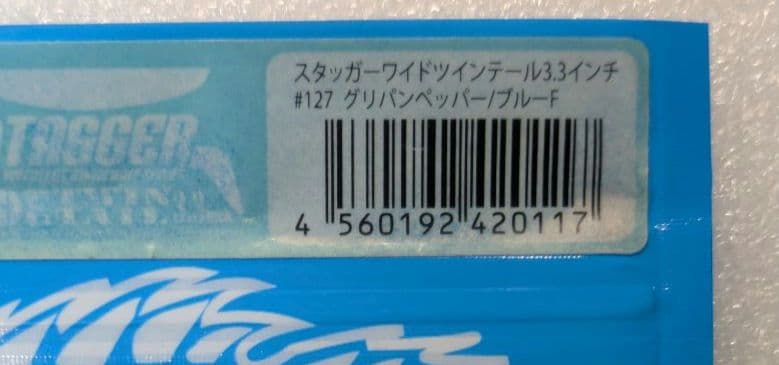 スタッガーワイドツインテール3.3インチ
#127 グリパンペッパー/ブルーF
4 560192 420117
TAGGER